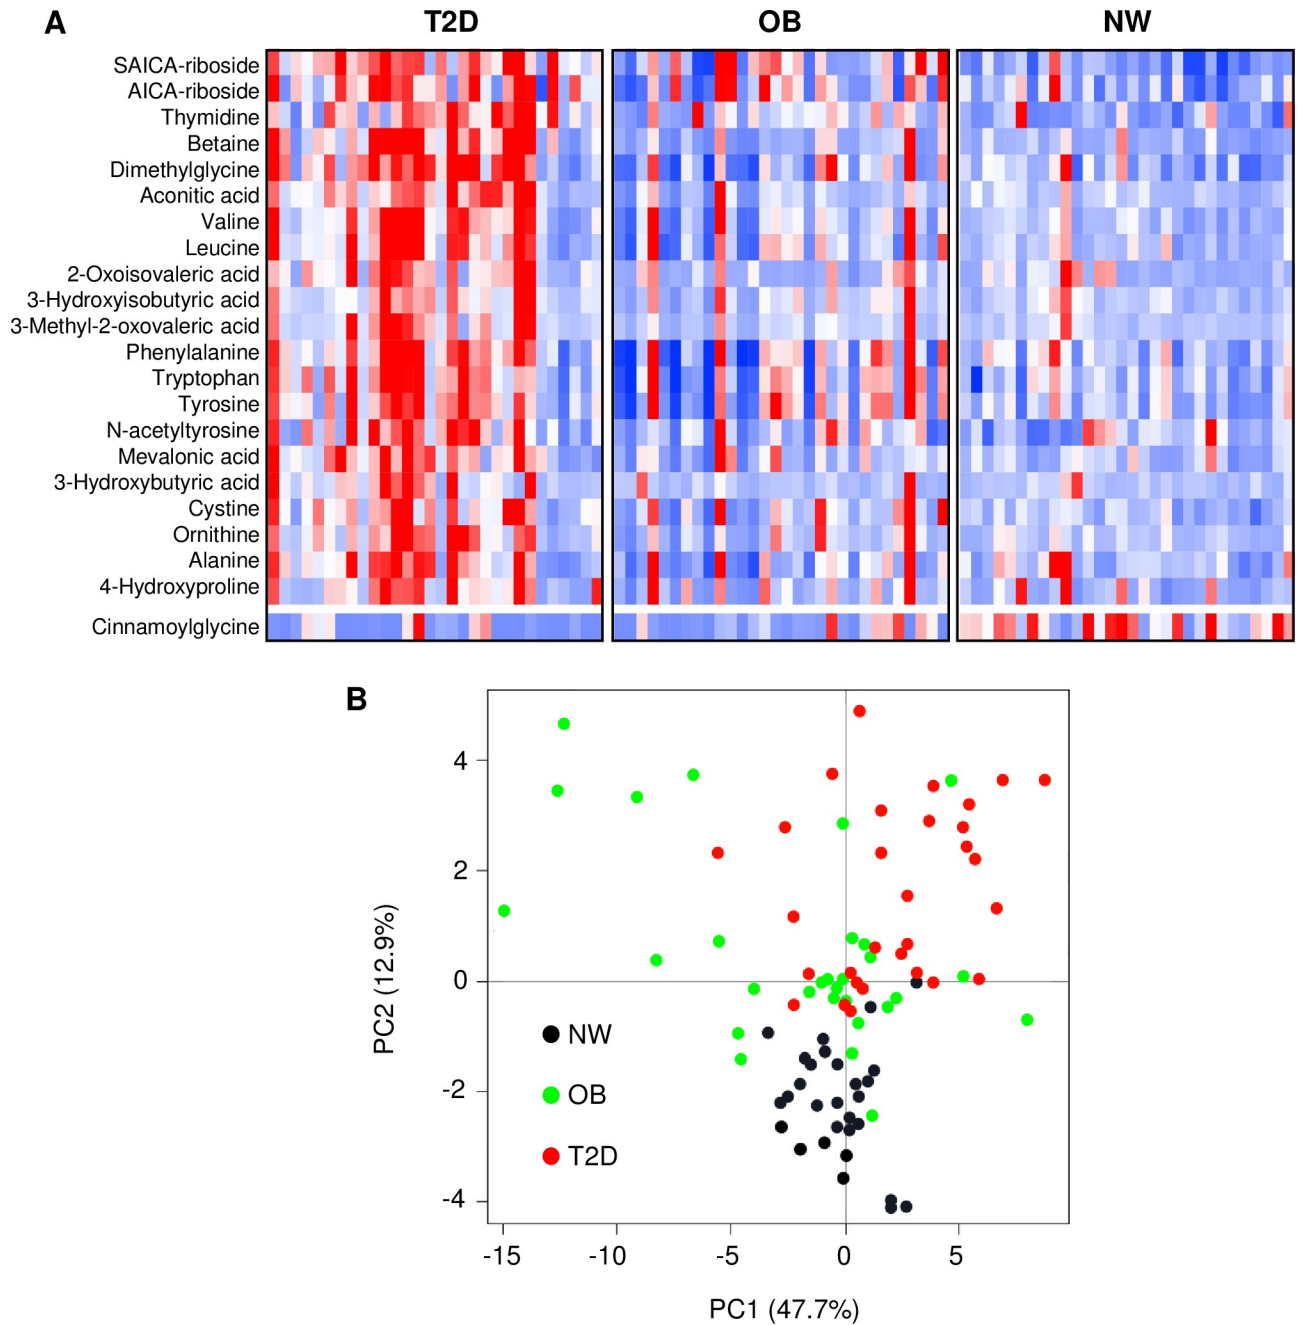 A
T2D OB NW
SAICA-riboside
AICA-riboside
Thymidine
Betaine
Dimethylglycine
Aconitic acid
Valine
Leucine
2-Oxoisovaleric acid
3-Hydroxyisobutyric acid
3-Methyl-2-oxovaleric acid
Phenylalanine
Tryptophan
Tyrosine
N-acetyltyrosine
Mevalonic acid
3-Hydroxybutyric acid
Cystine
Ornithine
Alanine
4-Hydroxyproline
Cinnamoylglycine
B
4
2
0
-2
-4
PC2 (12.9%)
NW
OB
T2D
-15 -10 -5 0 5
PC1 (47.7%)